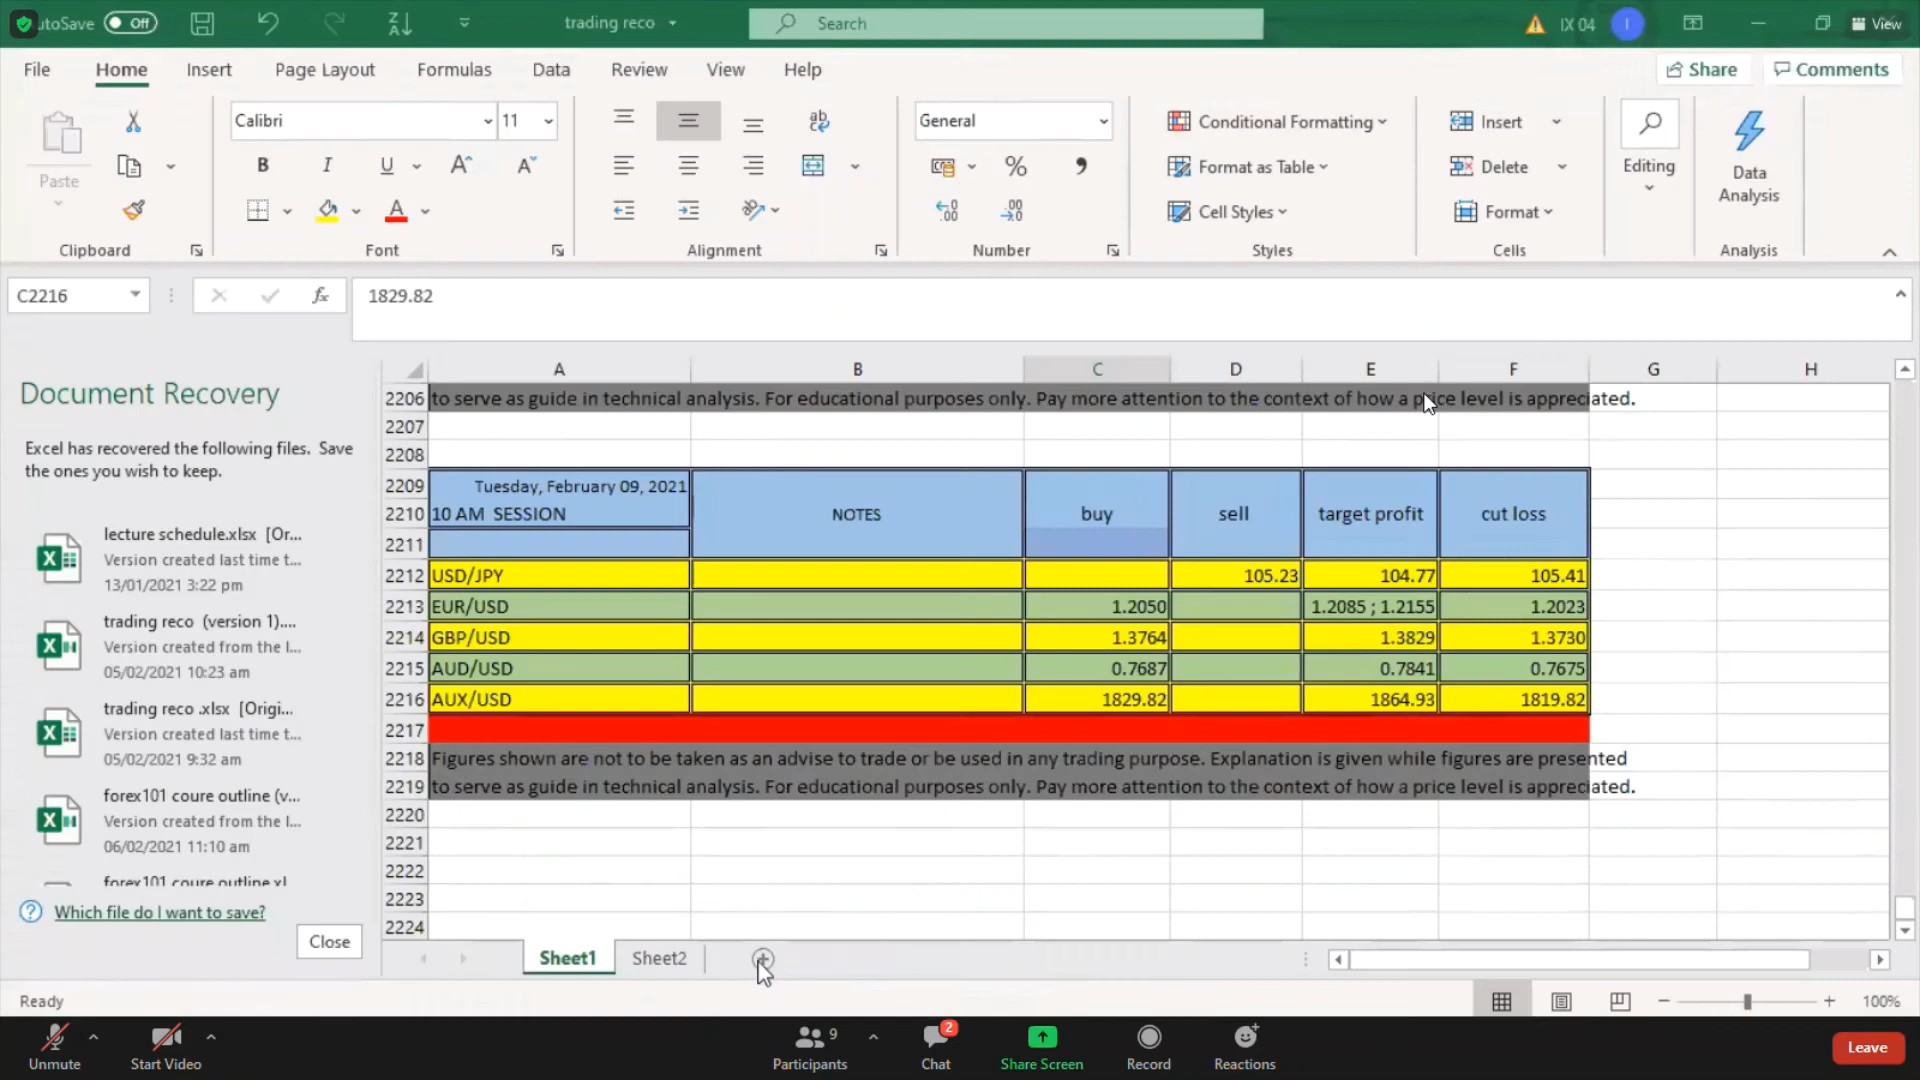 AutoSave Off trading reco Search IX 04 I View
File Home Insert Page Layout Formulas Data Review View Help Share Comments
Calibri 11 General Conditional Formatting Insert
Paste B I U Format as Table Delete Editing Data Analysis
Cell Styles Format
Clipboard Font Alignment Number Styles Cells Analysis
C2216 fx 1829.82
A B C D E F G H
Document Recovery
Excel has recovered the following files. Save
the ones you wish to keep.
lecture schedule.xlsx [Or...
Version created last time t...
13/01/2021 3:22 pm
trading reco (version 1)....
Version created from the l...
05/02/2021 10:23 am
trading reco .xlsx [Origi...
Version created last time t...
05/02/2021 9:32 am
forex101 coure outline (v...
Version created from the l...
06/02/2021 11:10 am
forex101 coure outline.xl
Which file do I want to save?
Close
2206 to serve as guide in technical analysis. For educational purposes only. Pay more attention to the context of how a price level is appreciated.
2207
2208
2209 Tuesday, February 09, 2021
2210 10 AM SESSION NOTES buy sell target profit cut loss
2211
2212 USD/JPY 105.23 104.77 105.41
2213 EUR/USD 1.2050 1.2085 ; 1.2155 1.2023
2214 GBP/USD 1.3764 1.3829 1.3730
2215 AUD/USD 0.7687 0.7841 0.7675
2216 AUX/USD 1829.82 1864.93 1819.82
2217
2218 Figures shown are not to be taken as an advise to trade or be used in any trading purpose. Explanation is given while figures are presented
2219 to serve as guide in technical analysis. For educational purposes only. Pay more attention to the context of how a price level is appreciated.
2220
2221
2222
2223
2224
Sheet1 Sheet2
Ready 100%
9 2
Unmute Start Video Participants Chat Share Screen Record Reactions Leave